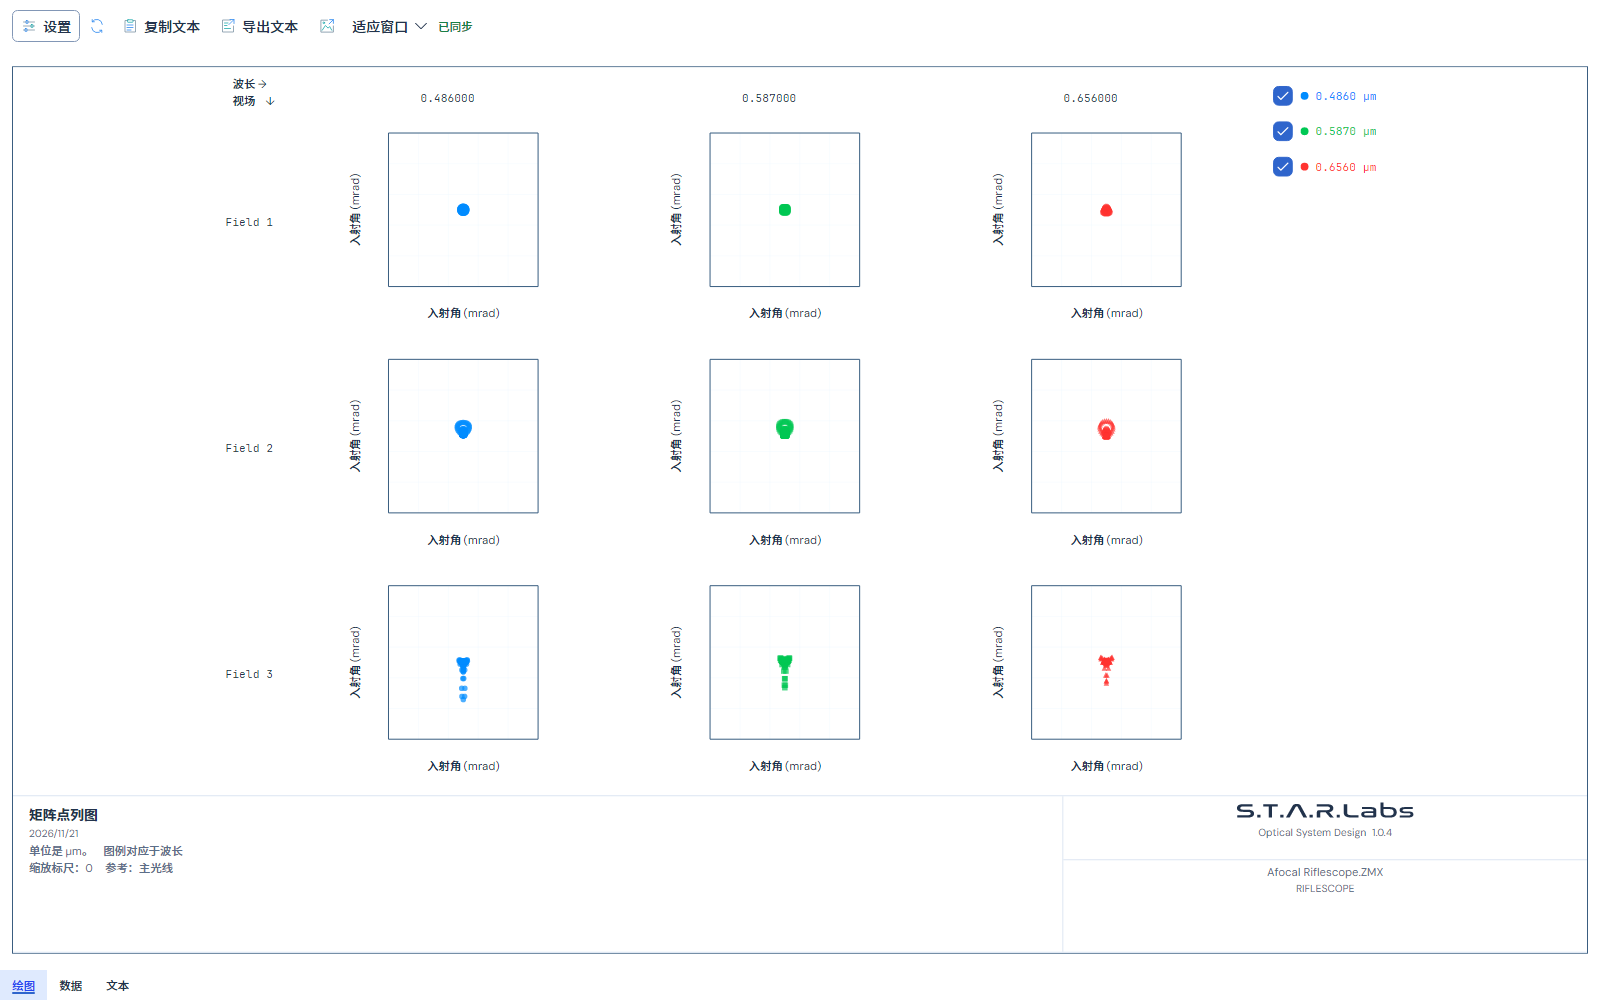 设置 复制文本 导出文本 适应窗口 已同步
波长→
视场 ↓
0.486000 0.587000 0.656000
0.4860 µm
0.5870 µm
0.6560 µm
Field 1
入射角 (mrad) 入射角 (mrad) 入射角 (mrad)
入射角 (mrad) 入射角 (mrad) 入射角 (mrad)
Field 2
入射角 (mrad) 入射角 (mrad) 入射角 (mrad)
入射角 (mrad) 入射角 (mrad) 入射角 (mrad)
Field 3
入射角 (mrad) 入射角 (mrad) 入射角 (mrad)
入射角 (mrad) 入射角 (mrad) 入射角 (mrad)
矩阵点列图
2026/11/21
单位是 µm。 图例对应于波长
缩放标尺：0 参考：主光线
S.T.A.R.Labs
Optical System Design 1.0.4
Afocal Riflescope.ZMX
RIFLESCOPE
绘图 数据 文本